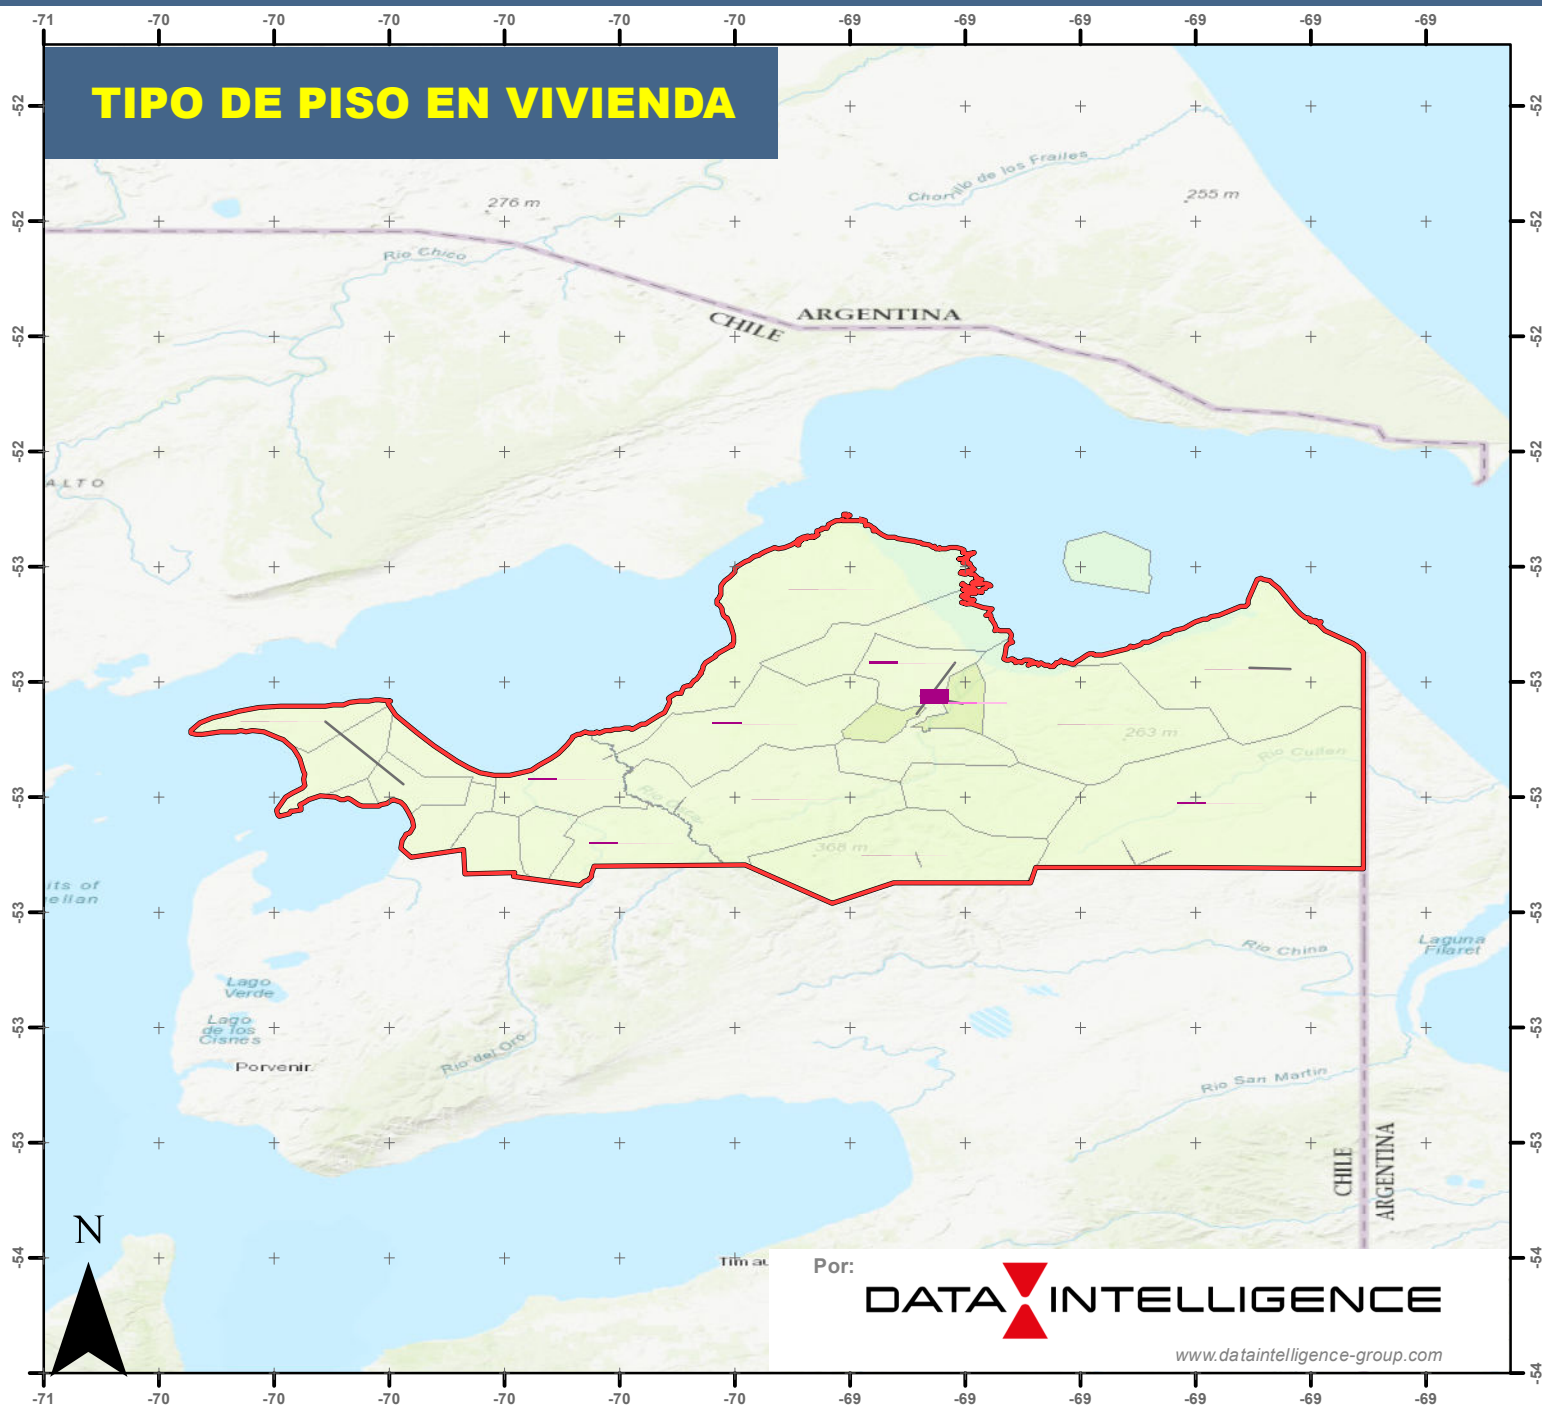 -71 -70 -70 -70 -70 -70 -70 -69 -69 -69 -69 -69 -69
TIPO DE PISO EN VIVIENDA
-52 -52
Chorrillo de los Frailes
276 m
255 m
-52 -52
Rio Chico
ARGENTINA
CHILE
-52 -52
-52 -52
ALTO
-53 -53
-53 -53
263 m
Rio Cullen
-53 -53
368 m
its of
ellan
-53 -53
Rio China
Laguna
Filaret
Lago
Verde
Lago
de los
Cisnes
-53 -53
Rio del Oro
Porvenir
Rio San Martin
-53 -53
CHILE
ARGENTINA
N
-54 -54
Timau
Por:
DATA INTELLIGENCE
www.dataintelligence-group.com
-54
-71 -70 -70 -70 -70 -70 -70 -69 -69 -69 -69 -69 -69